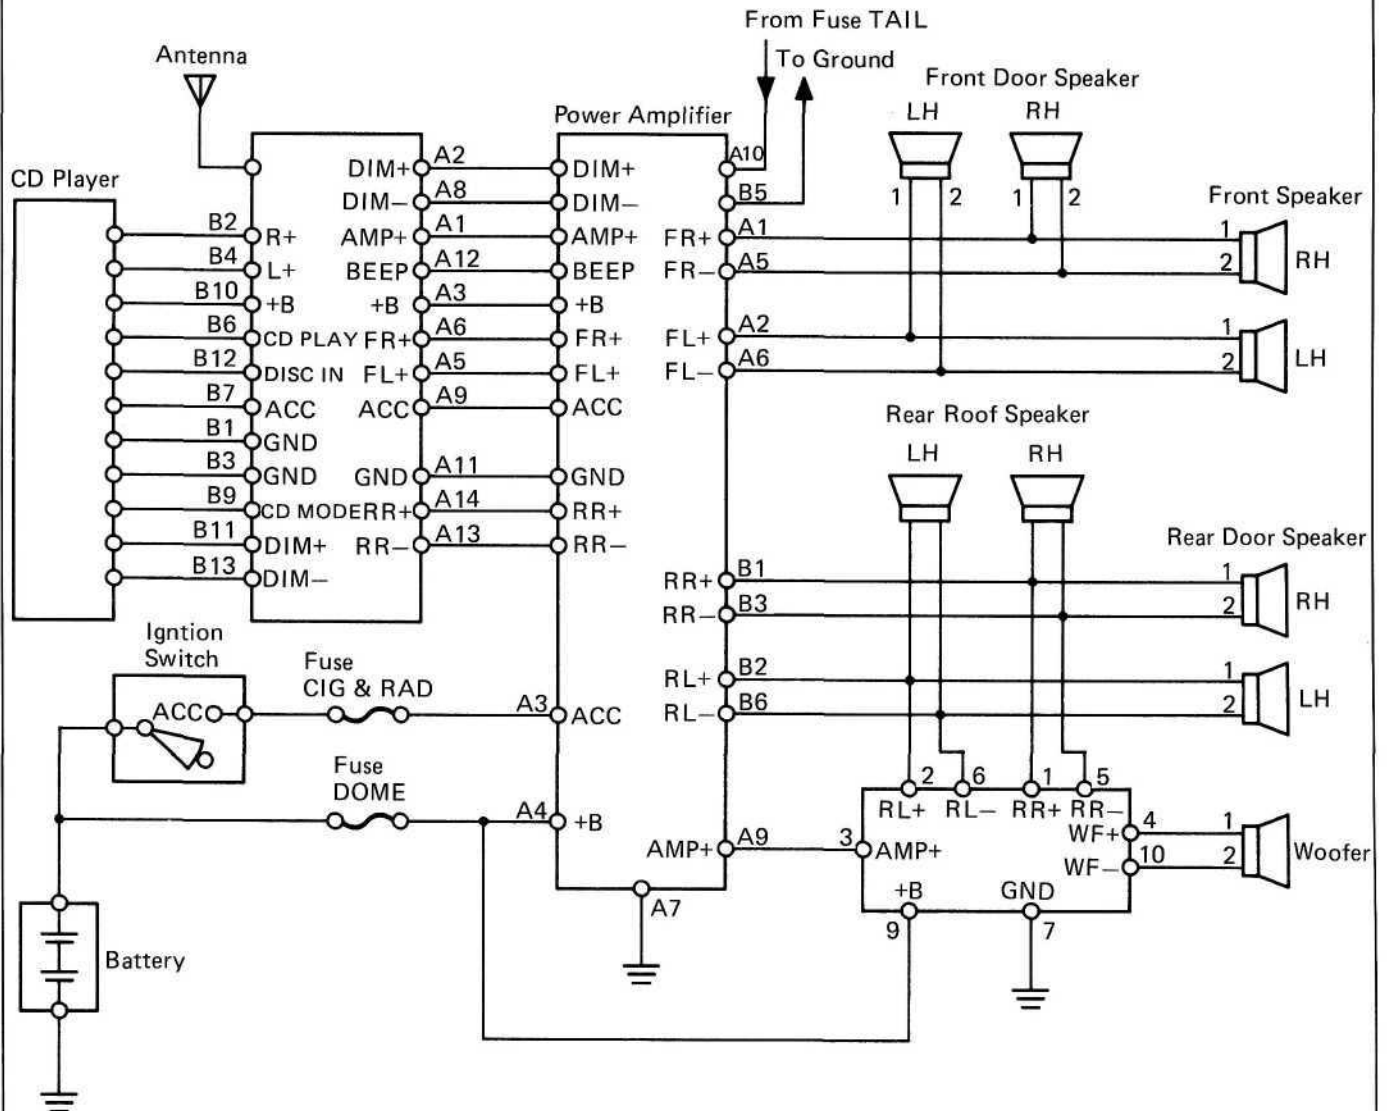 From Fuse TAIL
Antenna
To Ground
Front Door Speaker
LH
RH
Power Amplifier
CD Player
DIM+
A2
DIM+
A10
DIM−
A8
DIM−
B5
1
2
1
2
Front Speaker
B2
R+
AMP+
A1
AMP+
FR+
A1
1
B4
L+
BEEP
A12
BEEP
FR−
A5
2
RH
B10
+B
+B
A3
+B
B6
CD PLAY
FR+
A6
FR+
FL+
A2
1
B12
DISC IN
FL+
A5
FL+
FL−
A6
2
LH
B7
ACC
ACC
A9
ACC
Rear Roof Speaker
B1
GND
LH
RH
B3
GND
GND
A11
GND
B9
CD MODE
RR+
A14
RR+
B11
DIM+
RR−
A13
RR−
Rear Door Speaker
B13
DIM−
RR+
B1
1
RR−
B3
2
RH
Igntion
Switch
Fuse
CIG & RAD
RL+
B2
1
ACC
A3
ACC
RL−
B6
2
LH
Fuse
DOME
2
6
1
5
RL+
RL−
RR+
RR−
A4
+B
WF+
4
1
AMP+
A9
3
AMP+
WF−
10
2
Woofer
+B
GND
A7
9
7
Battery